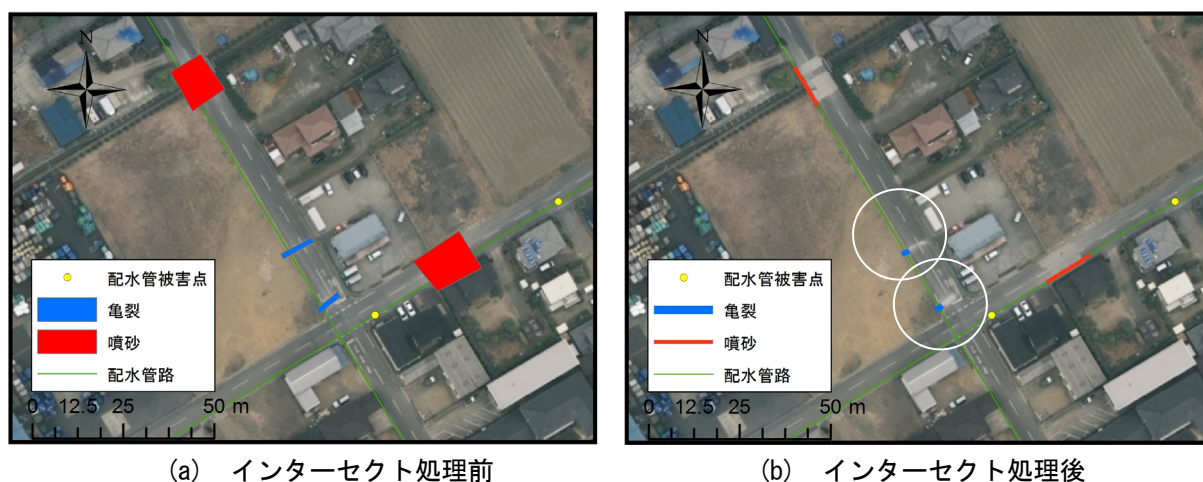 N
配水管被害点
亀裂
噴砂
配水管路
0 12.5 25 50 m
(a) インターセクト処理前
N
配水管被害点
亀裂
噴砂
配水管路
0 12.5 25 50 m
(b) インターセクト処理後